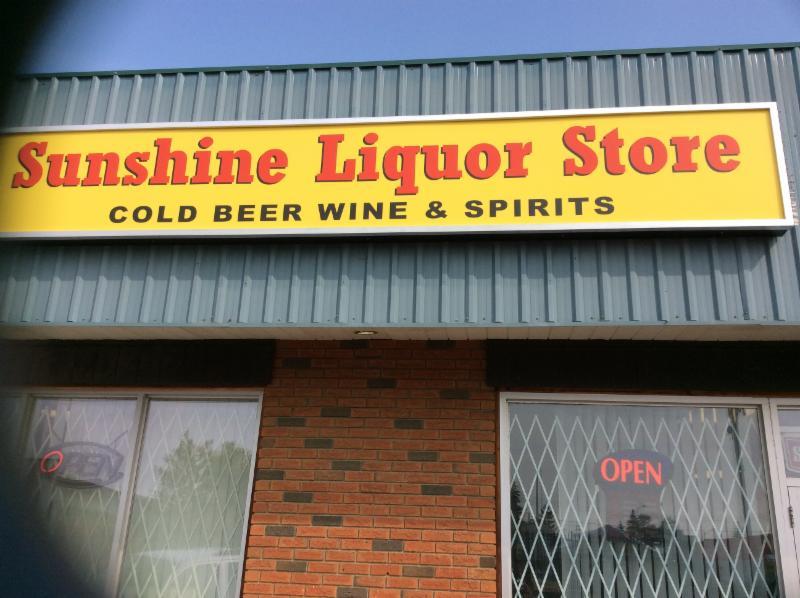 Sunshine Liquor Store
COLD BEER WINE & SPIRITS
OPEN
OPEN